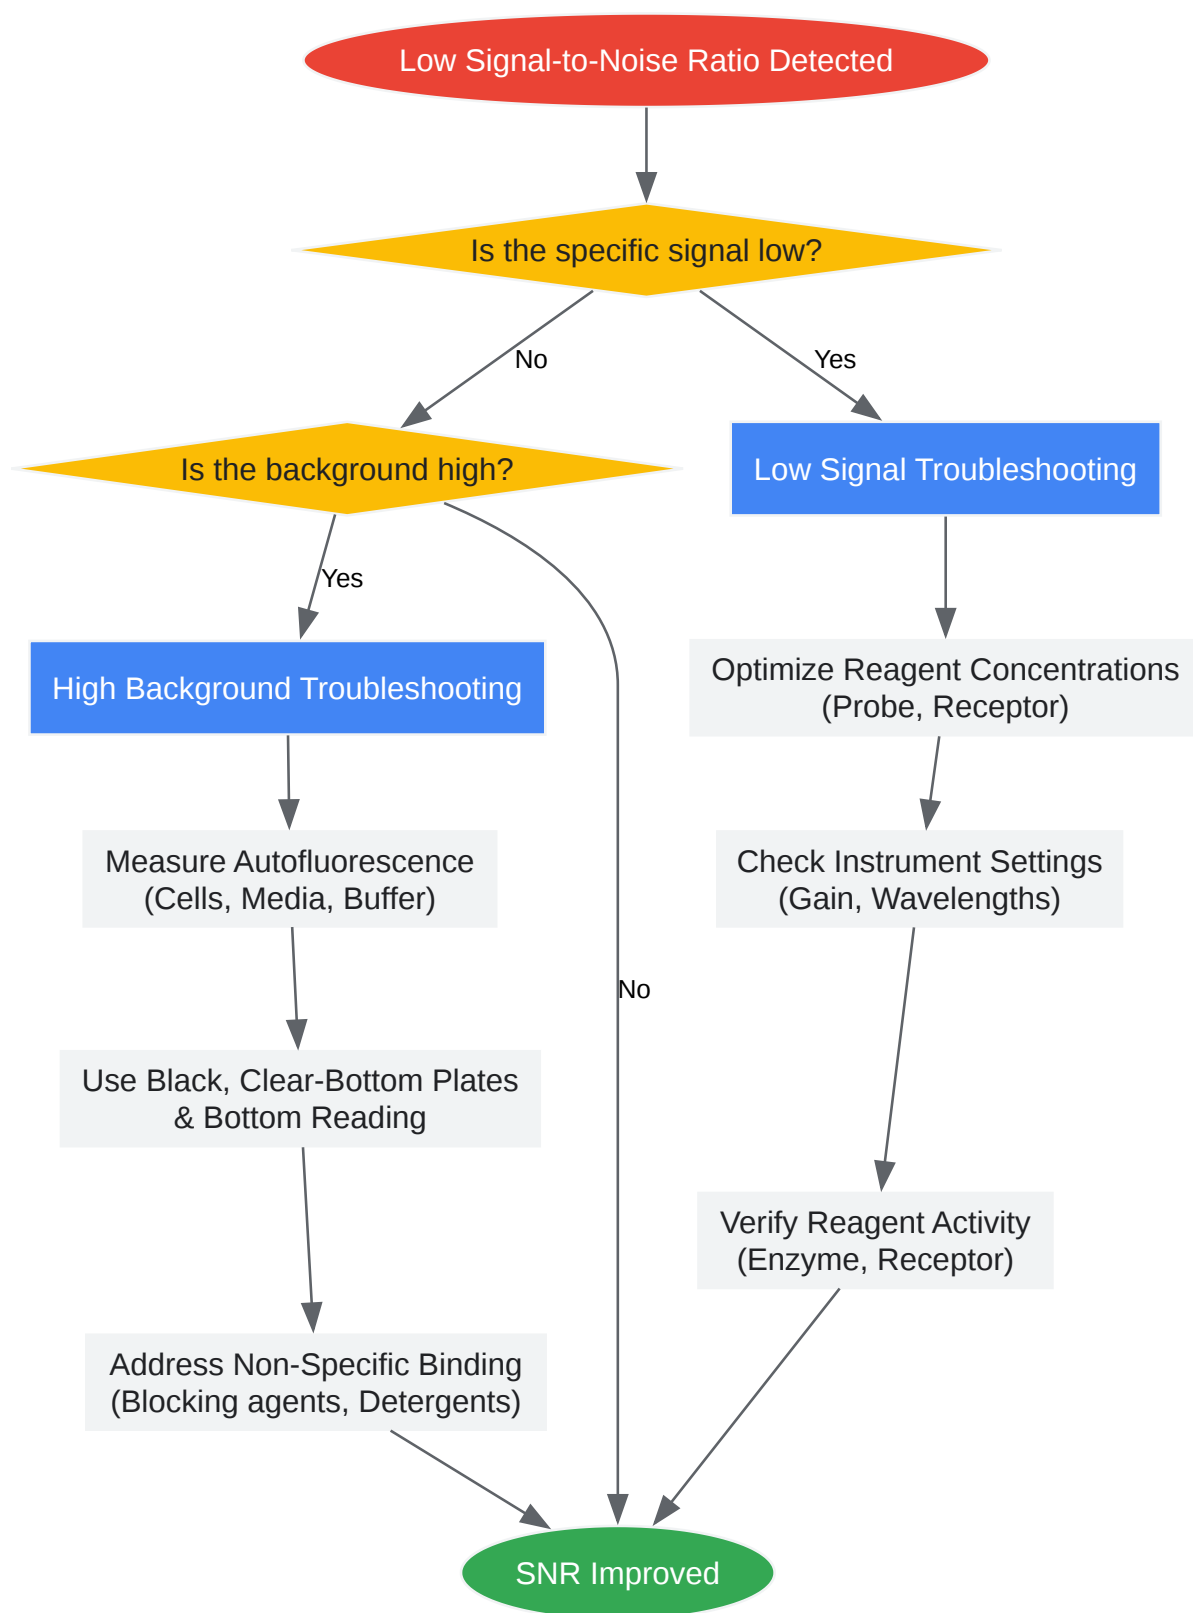 Low Signal-to-Noise Ratio Detected
Is the specific signal low?
No
Yes
Is the background high?
Low Signal Troubleshooting
Yes
High Background Troubleshooting
Optimize Reagent Concentrations
(Probe, Receptor)
Measure Autofluorescence
(Cells, Media, Buffer)
Check Instrument Settings
(Gain, Wavelengths)
No
Use Black, Clear-Bottom Plates
& Bottom Reading
Verify Reagent Activity
(Enzyme, Receptor)
Address Non-Specific Binding
(Blocking agents, Detergents)
SNR Improved